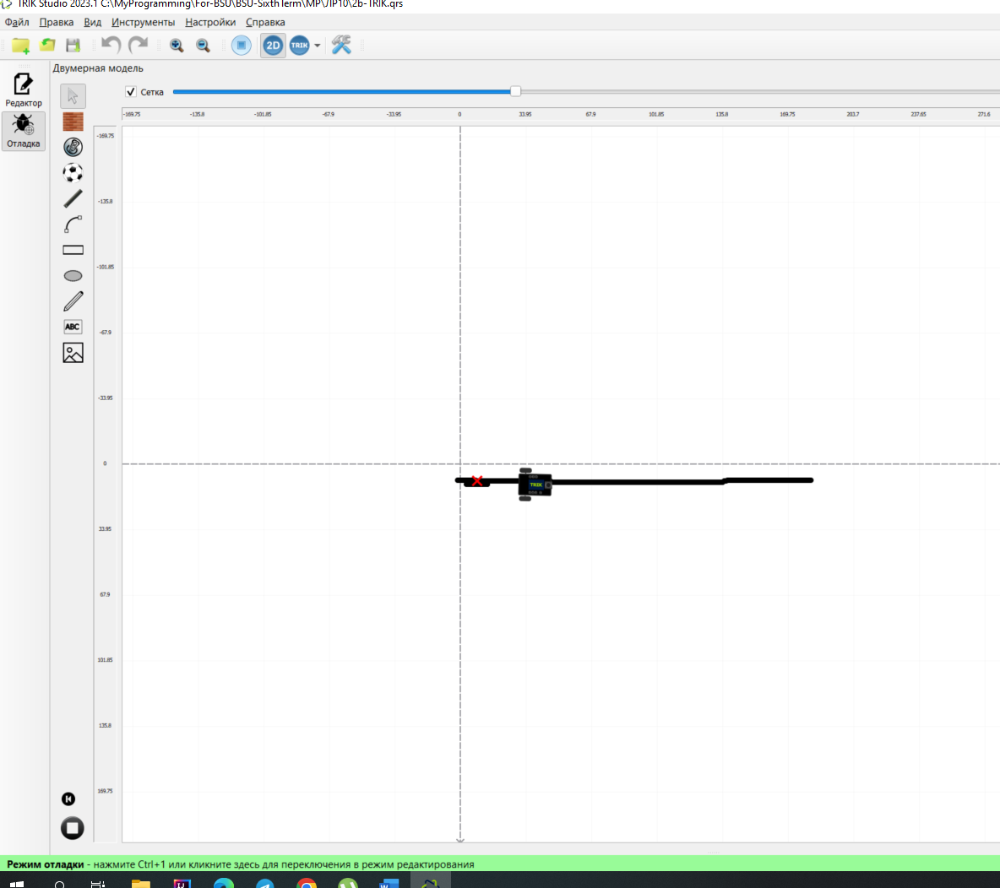 TRIK Studio 2023.1 C:\MyProgramming\For-BSU\BSU-SixthTerm\MP\ЛР10\2b-TRIK.qrs
Файл Правка Вид Инструменты Настройки Справка
2D TRIK
Двумерная модель
Сетка
Редактор
Отладка
-169.75 -135.8 -101.85 -67.9 -33.95 0 33.95 67.9 101.85 135.8 169.75 203.7 237.65 271.6
-169.75
-135.8
-101.85
-67.9
-33.95
0
33.95
67.9
101.85
135.8
169.75
ABC
TRIK
Режим отладки - нажмите Ctrl+1 или кликните здесь для переключения в режим редактирования